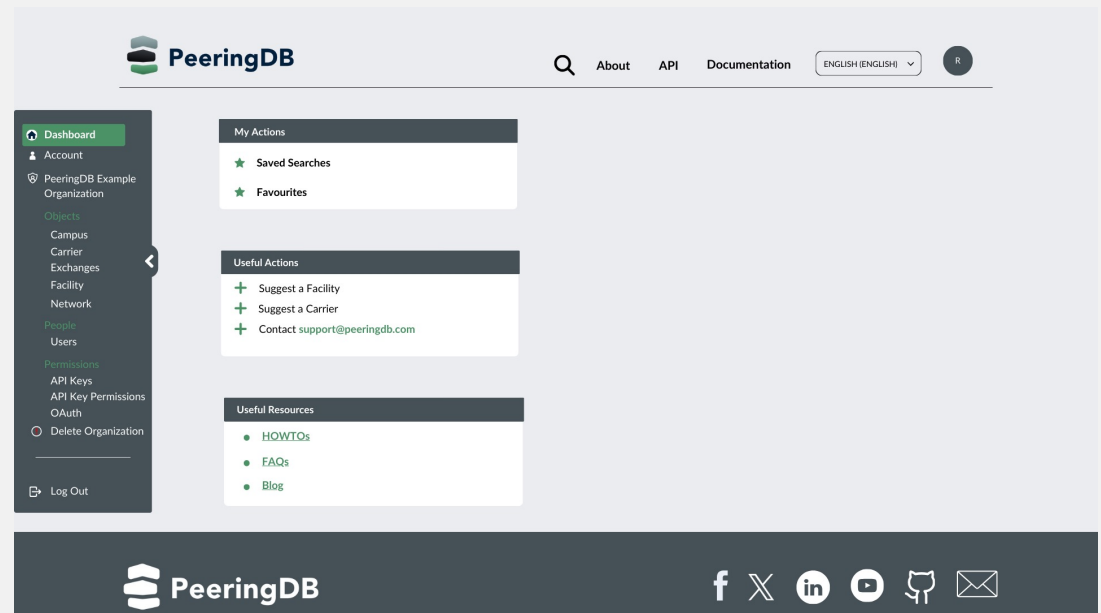 PeeringDB
About API Documentation ENGLISH (ENGLISH) R
Dashboard
Account
PeeringDB Example
Organization
Objects
Campus
Carrier
Exchanges
Facility
Network
People
Users
Permissions
API Keys
API Key Permissions
OAuth
Delete Organization
Log Out
My Actions
Saved Searches
Favourites
Useful Actions
Suggest a Facility
Suggest a Carrier
Contact support@peeringdb.com
Useful Resources
HOWTOs
FAQs
Blog
PeeringDB